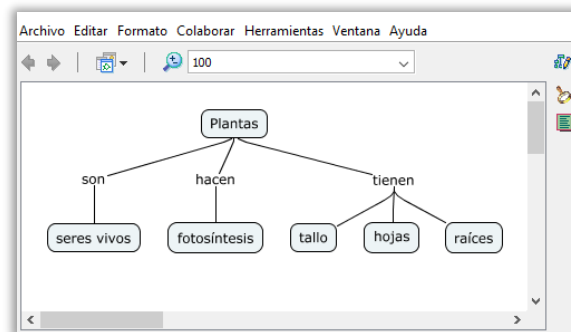 Archivo Editar Formato Colaborar Herramientas Ventana Ayuda
100
Plantas
son hacen tienen
seres vivos fotosíntesis tallo hojas raíces